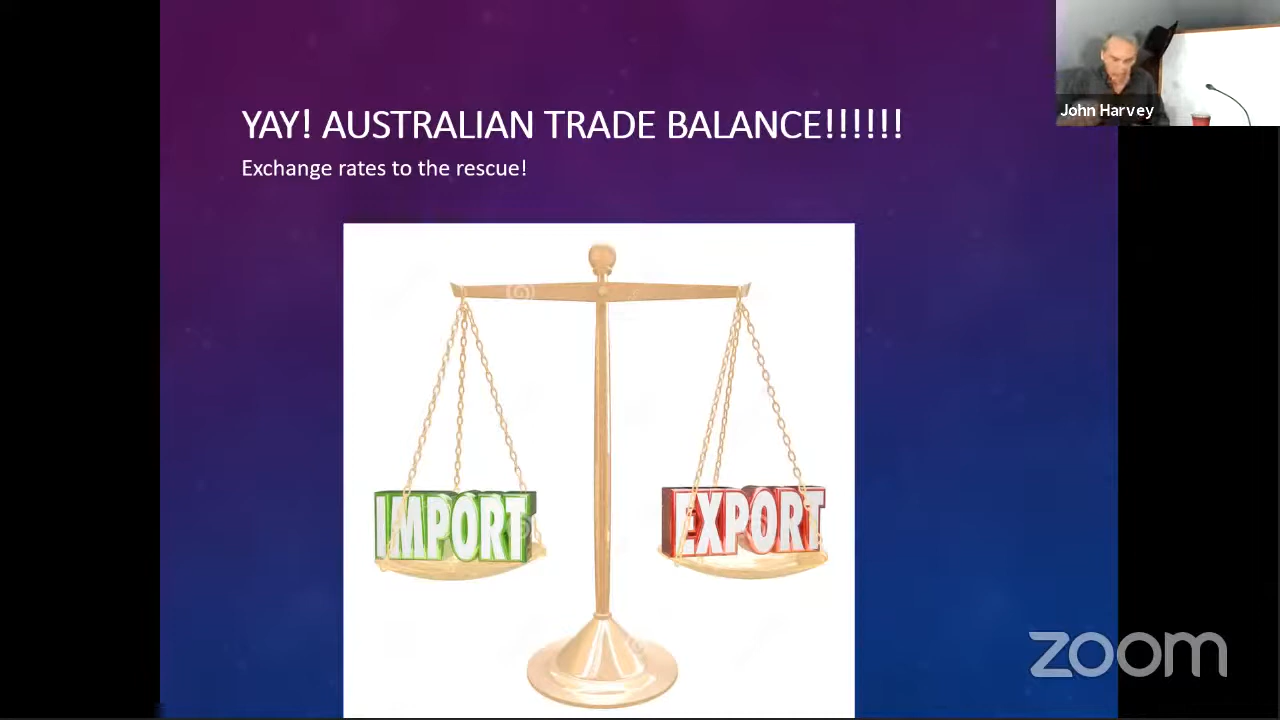 YAY! AUSTRALIAN TRADE BALANCE!!!!!!
Exchange rates to the rescue!
John Harvey
IMPORT
EXPORT
zoom